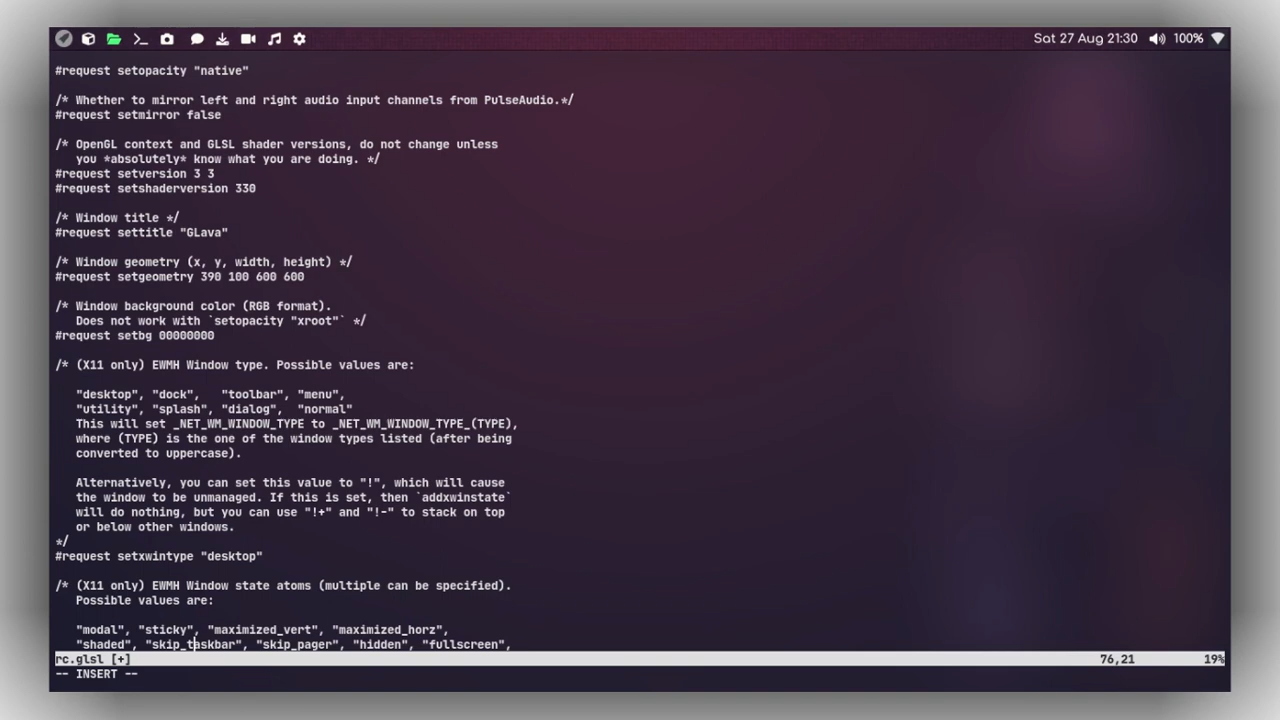 Sat 27 Aug 21:30 100%
#request setopacity "native"
/* Whether to mirror left and right audio input channels from PulseAudio.*/
#request setmirror false
/* OpenGL context and GLSL shader versions, do not change unless
you *absolutely* know what you are doing. */
#request setversion 3 3
#request setshaderversion 330
/* Window title */
#request settitle "GLava"
/* Window geometry (x, y, width, height) */
#request setgeometry 390 100 600 600
/* Window background color (RGB format).
Does not work with `setopacity "xroot"` */
#request setbg 00000000
/* (X11 only) EWMH Window type. Possible values are:
"desktop", "dock",   "toolbar", "menu",
"utility", "splash", "dialog",  "normal"
This will set _NET_WM_WINDOW_TYPE to _NET_WM_WINDOW_TYPE_(TYPE),
where (TYPE) is the one of the window types listed (after being
converted to uppercase).
Alternatively, you can set this value to "!", which will cause
the window to be unmanaged. If this is set, then `addxwinstate`
will do nothing, but you can use "!+" and "!-" to stack on top
or below other windows.
*/
#request setxwintype "desktop"
/* (X11 only) EWMH Window state atoms (multiple can be specified).
Possible values are:
"modal", "sticky", "maximized_vert", "maximized_horz",
"shaded", "skip_taskbar", "skip_pager", "hidden", "fullscreen",
rc.glsl [+] 76,21 19%
-- INSERT --